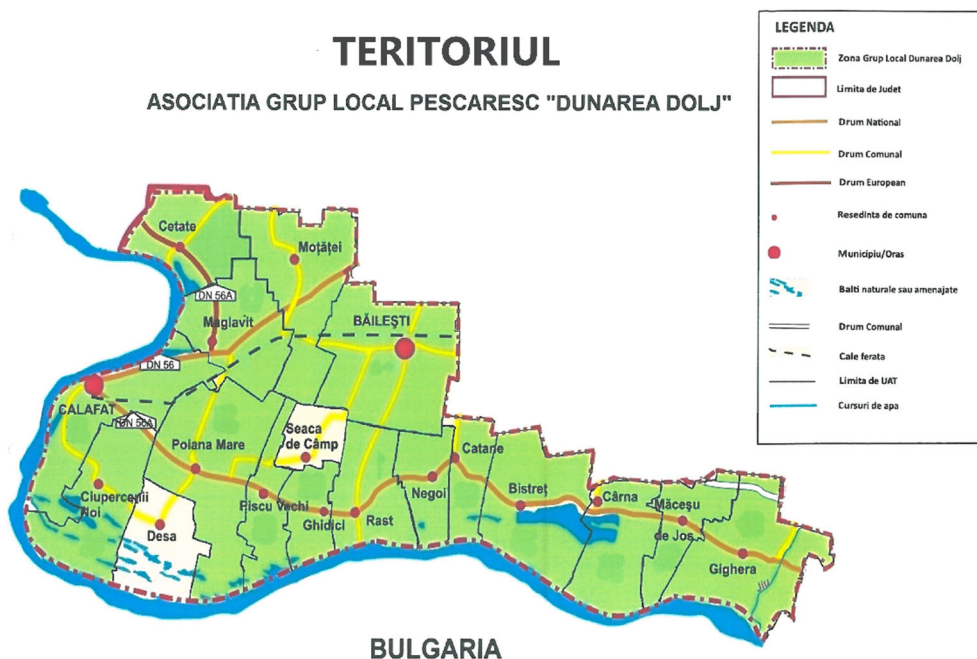 TERITORIUL
ASOCIATIA GRUP LOCAL PESCARESC "DUNAREA DOLJ"
LEGENDA
Zona Grup Local Dunarea Dolj
Limita de Judet
Drum National
Drum Comunal
Drum European
Resedinta de comuna
Municipiu/Oras
Balti naturale sau amenajate
Drum Comunal
Cale ferata
Limita de UAT
Cursuri de apa
Cetate
Moțăței
DN 56A
Maglavit
BĂILEȘTI
DN 56
CALAFAT
DN 56A
Seaca
de Câmp
Poiana Mare
Catane
Negoi
Ciupercenii
Noi
Piscu Vechi
Bistreț
Cârna
Măceșu
de Jos
Ghidici
Rast
Desa
Gighera
BULGARIA